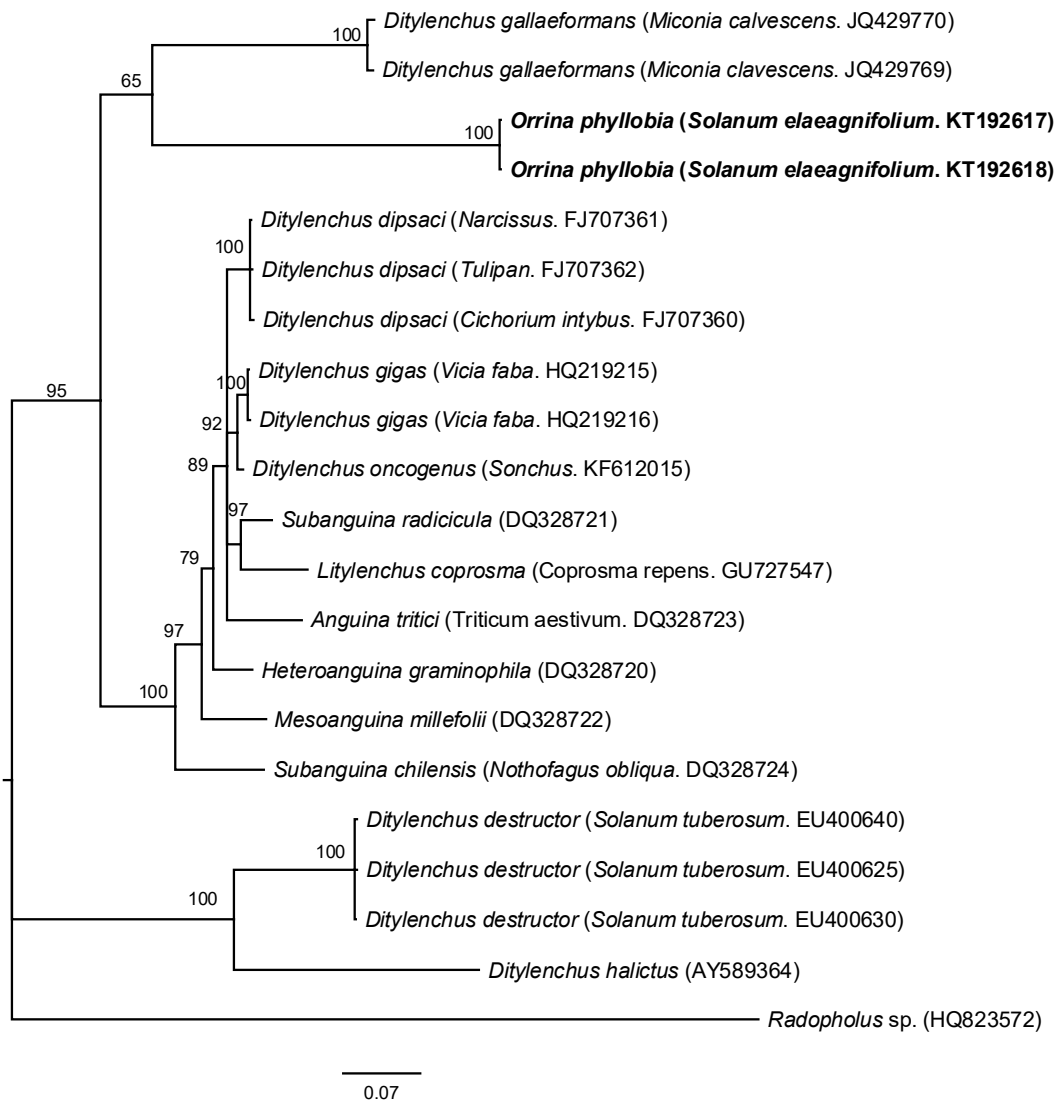 Ditylenchus gallaeformans (Miconia calvescens. JQ429770)
100
Ditylenchus gallaeformans (Miconia clavescens. JQ429769)
65
Orrina phyllobia (Solanum elaeagnifolium. KT192617)
100
Orrina phyllobia (Solanum elaeagnifolium. KT192618)
Ditylenchus dipsaci (Narcissus. FJ707361)
100
Ditylenchus dipsaci (Tulipan. FJ707362)
Ditylenchus dipsaci (Cichorium intybus. FJ707360)
Ditylenchus gigas (Vicia faba. HQ219215)
100
95
Ditylenchus gigas (Vicia faba. HQ219216)
92
89
Ditylenchus oncogenus (Sonchus. KF612015)
97
Subanguina radicicula (DQ328721)
79
Litylenchus coprosma (Coprosma repens. GU727547)
Anguina tritici (Triticum aestivum. DQ328723)
97
Heteroanguina graminophila (DQ328720)
100
Mesoanguina millefolii (DQ328722)
Subanguina chilensis (Nothofagus obliqua. DQ328724)
Ditylenchus destructor (Solanum tuberosum. EU400640)
100
Ditylenchus destructor (Solanum tuberosum. EU400625)
100
Ditylenchus destructor (Solanum tuberosum. EU400630)
Ditylenchus halictus (AY589364)
Radopholus sp. (HQ823572)
0.07